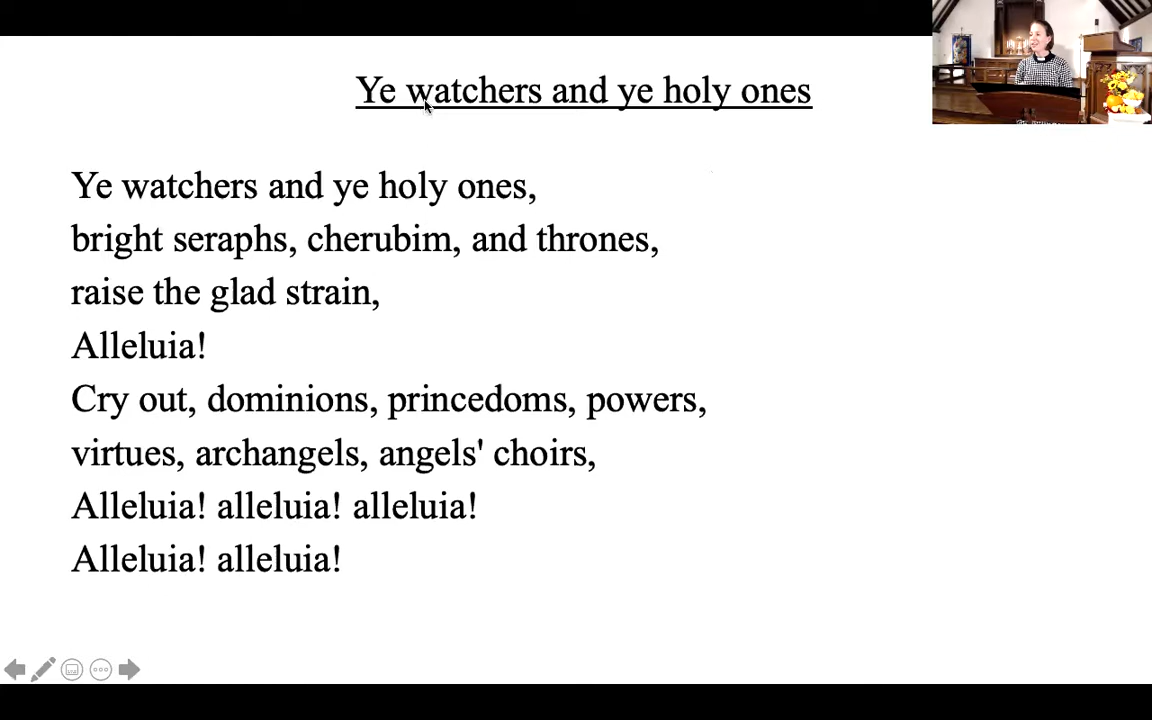 Ye watchers and ye holy ones
Ye watchers and ye holy ones,
bright seraphs, cherubim, and thrones,
raise the glad strain,
Alleluia!
Cry out, dominions, princedoms, powers,
virtues, archangels, angels' choirs,
Alleluia! alleluia! alleluia!
Alleluia! alleluia!